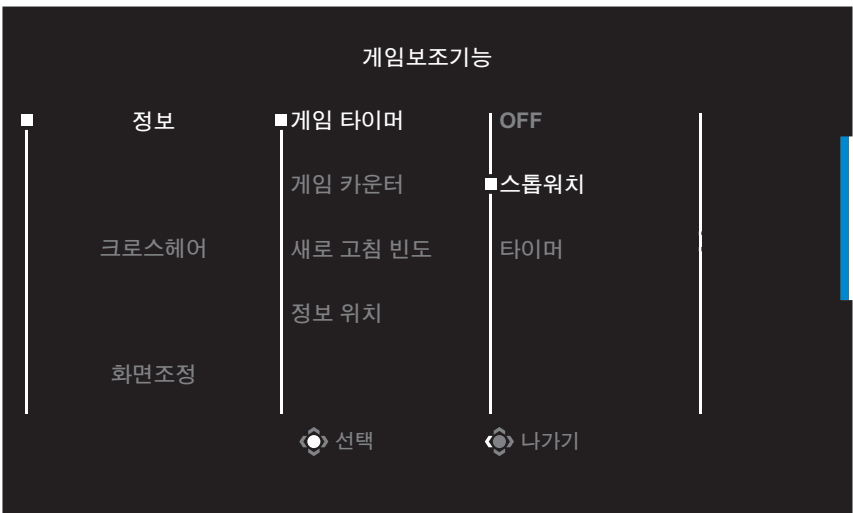 게임보조기능
정보
게임 타이머
OFF
게임 카운터
스톱워치
크로스헤어
새로 고침 빈도
타이머
정보 위치
화면조정
선택
나가기